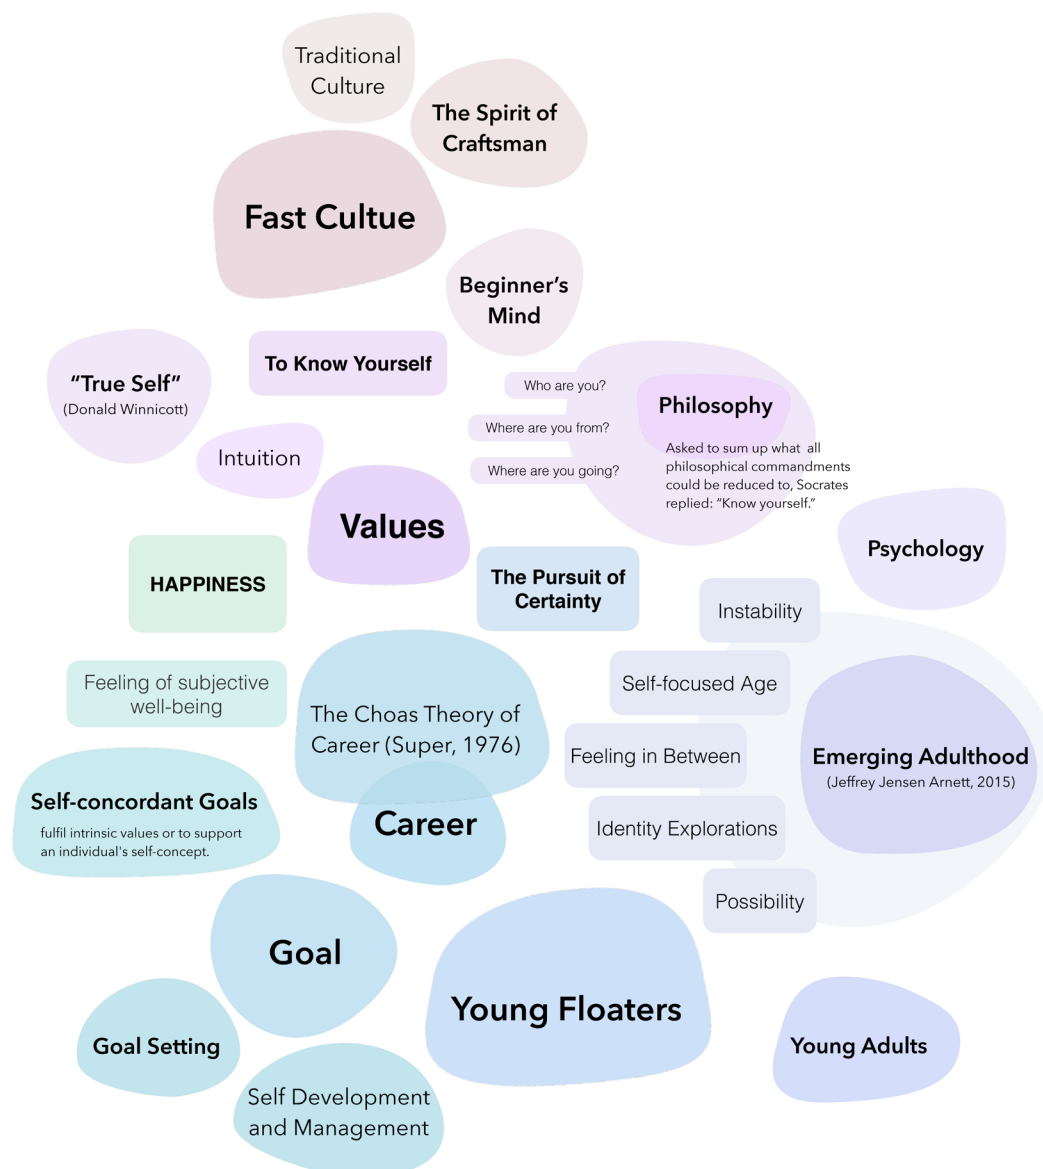 Traditional
Culture
The Spirit of
Craftsman
Fast Cultue
Beginner’s
Mind
To Know Yourself
“True Self”
(Donald Winnicott)
Intuition
Who are you?
Where are you from?
Where are you going?
Philosophy
Asked to sum up what  all
philosophical commandments
could be reduced to, Socrates
replied: “Know yourself.”
Values
Psychology
HAPPINESS
The Pursuit of
Certainty
Feeling of subjective
well-being
The Choas Theory of
Career (Super, 1976)
Career
Instability
Self-focused Age
Feeling in Between
Identity Explorations
Possibility
Emerging Adulthood
(Jeffrey Jensen Arnett, 2015)
Self-concordant Goals
fulfil intrinsic values or to support
an individual's self-concept.
Goal
Young Floaters
Goal Setting
Young Adults
Self Development
and Management